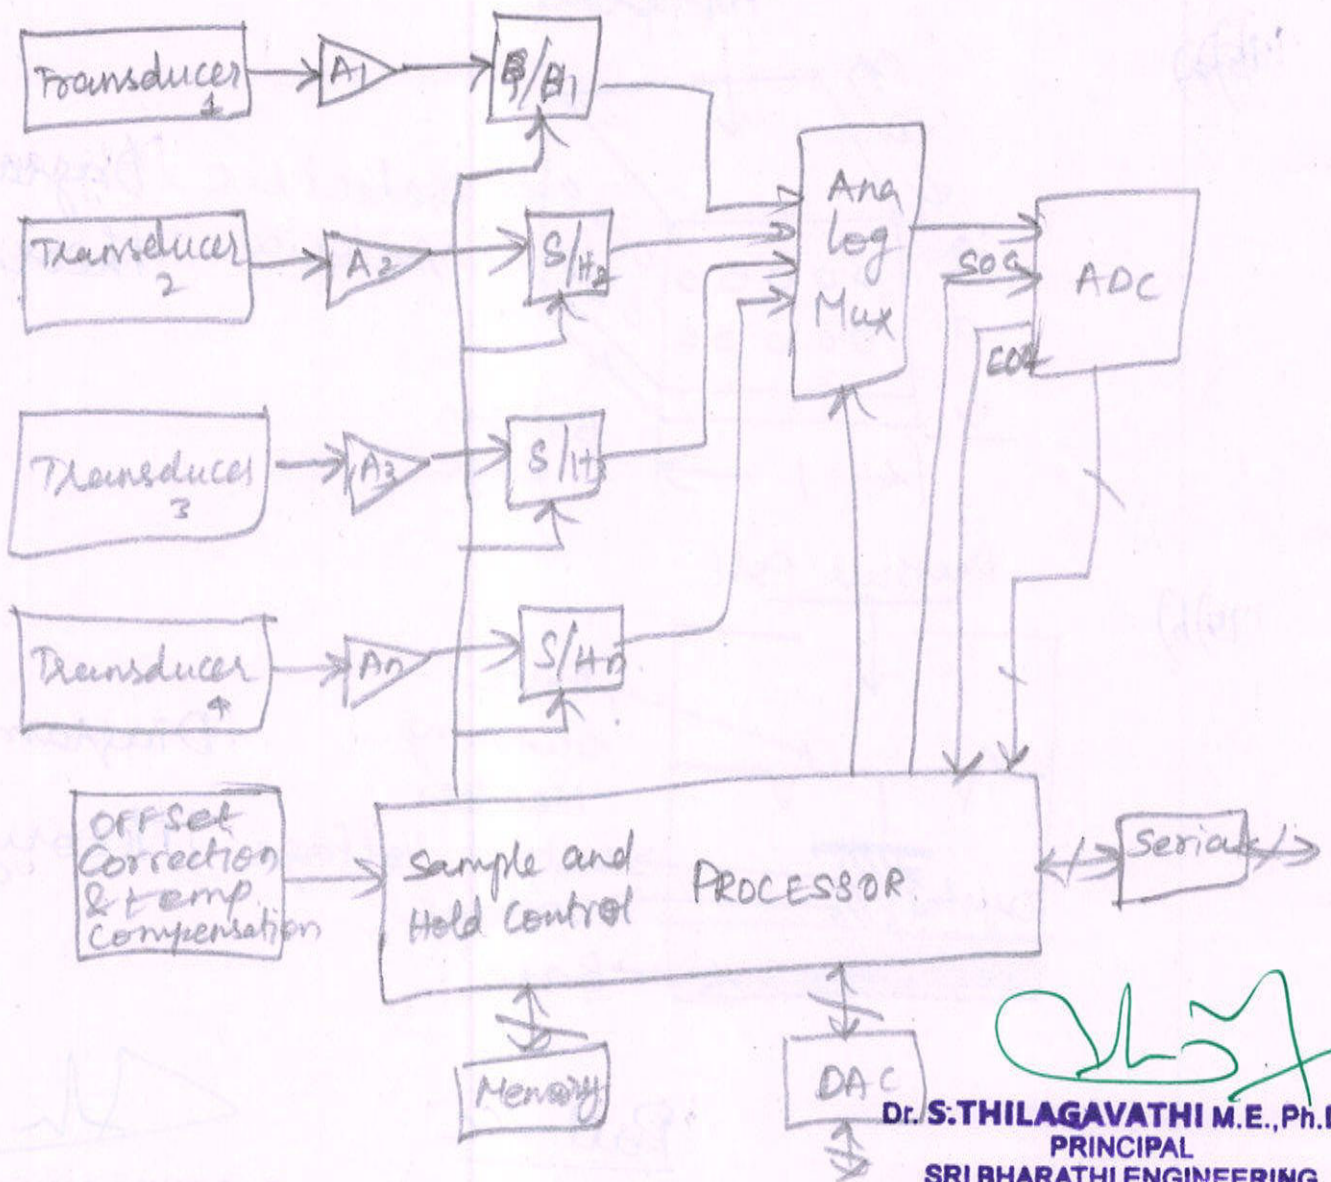 Transducer
1
A1
S/H1
Transducer
2
A2
S/H2
Transducer
3
A3
S/H
Transducer
4
An
S/Hn
Ana
log
Mux
SOC
EOC
ADC
OFFSet
Correction
& temp.
Compensation
Sample and
Hold Control
PROCESSOR
Serial
Memory
DAC
Dr. S. THILAGAVATHI M.E., Ph.
PRINCIPAL
SRI BHARATHI ENGINEERING